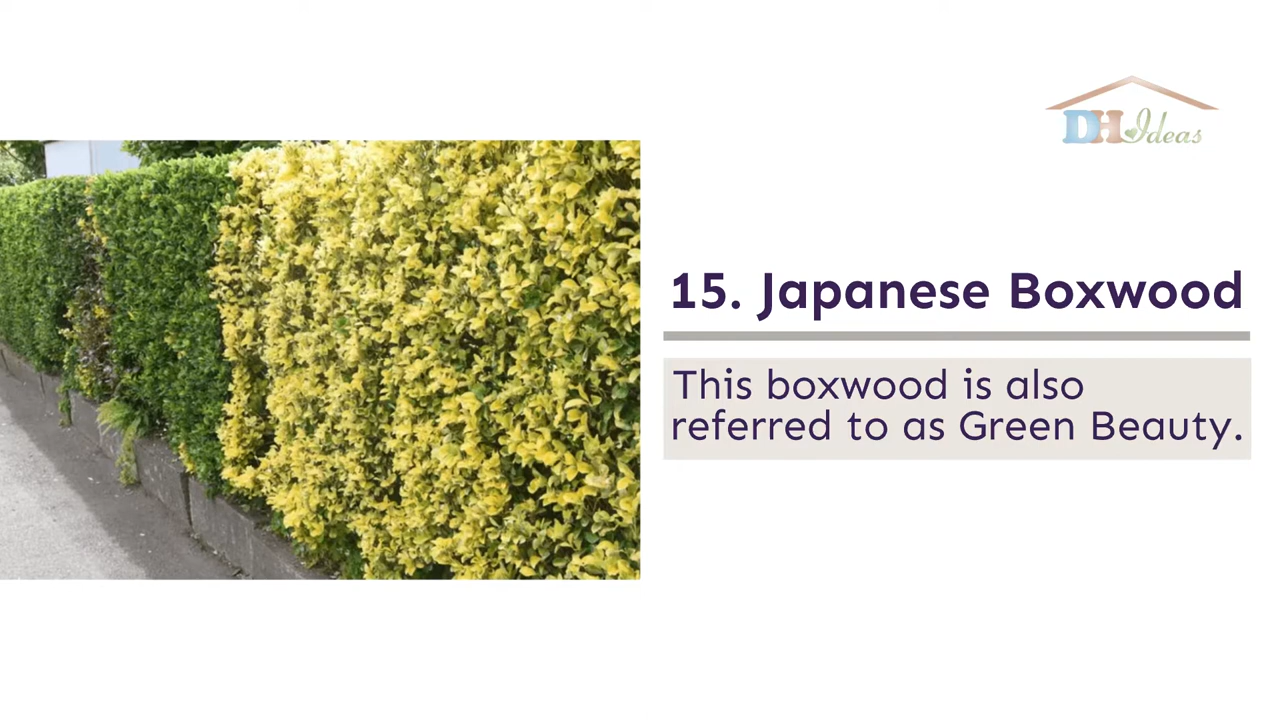 DH Ideas
15. Japanese Boxwood
This boxwood is also
referred to as Green Beauty.